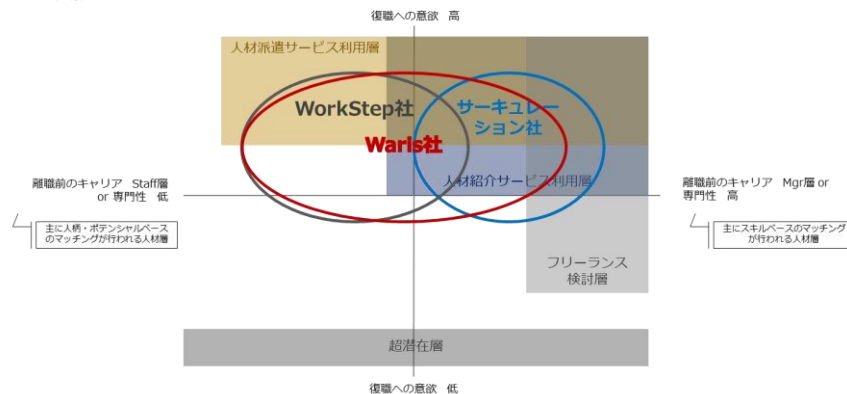 復職への意欲 高
人材派遣サービス利用層
WorkStep社
サーキュレー
ション社
Waris社
離職前のキャリア Staff層
or 専門性 低
人材紹介サービス利用層
離職前のキャリア Mgr層 or
専門性 高
主に人柄・ポテンシャルベース
のマッチングが行われる人材層
主にスキルベースのマッチング
が行われる人材層
フリーランス
検討層
超潜在層
復職への意欲 低